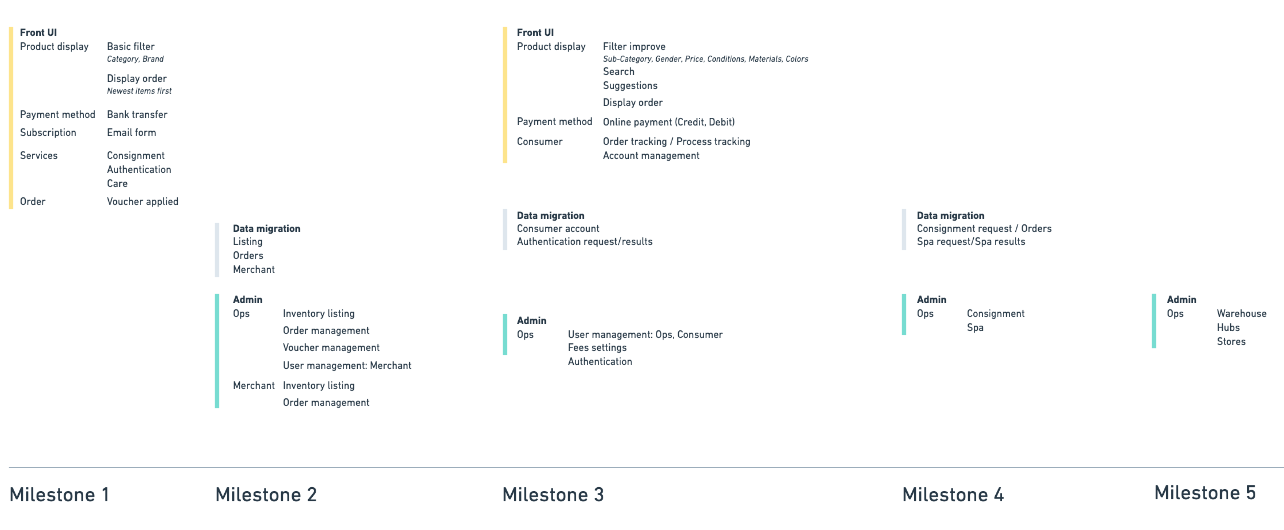 Front UI
Product display Basic filter
Category, Brand
Display order
Newest items first
Payment method Bank transfer
Subscription Email form
Services Consignment
Authentication
Care
Order Voucher applied
Data migration
Listing
Orders
Merchant
Admin
Ops Inventory listing
Order management
Voucher management
User management: Merchant
Merchant Inventory listing
Order management
Front UI
Product display Filter improve
Sub-Category, Gender, Price, Conditions, Materials, Colors
Search
Suggestions
Display order
Payment method Online payment (Credit, Debit)
Consumer Order tracking / Process tracking
Account management
Data migration
Consumer account
Authentication request/results
Admin
Ops User management: Ops, Consumer
Fees settings
Authentication
Data migration
Consignment request / Orders
Spa request/Spa results
Admin
Ops Consignment
Spa
Admin
Ops Warehouse
Hubs
Stores
Milestone 1
Milestone 2
Milestone 3
Milestone 4
Milestone 5